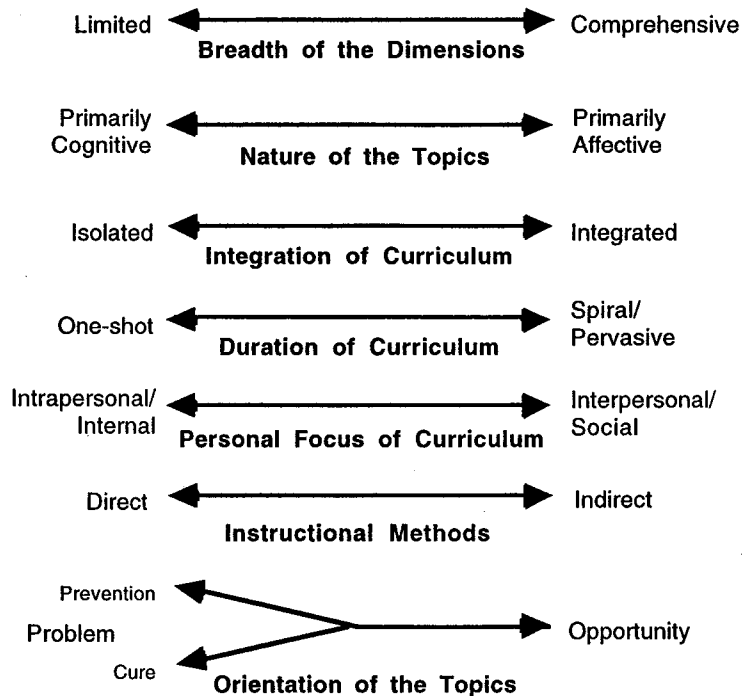 Limited
Comprehensive
Breadth of the Dimensions
Primarily
Cognitive
Primarily
Affective
Nature of the Topics
Isolated
Integrated
Integration of Curriculum
One-shot
Spiral/
Pervasive
Duration of Curriculum
Intrapersonal/
Internal
Interpersonal/
Social
Personal Focus of Curriculum
Direct
Indirect
Instructional Methods
Prevention
Problem
Opportunity
Cure
Orientation of the Topics